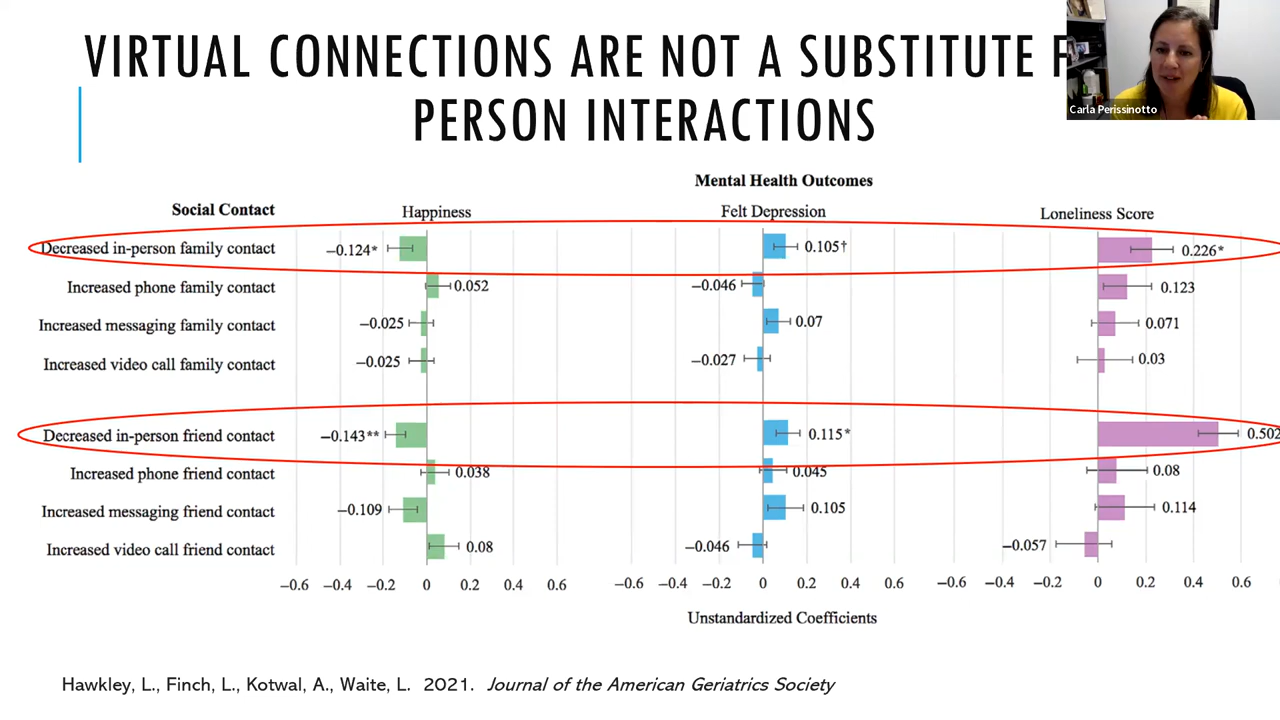 VIRTUAL CONNECTIONS ARE NOT A SUBSTITUTE F
PERSON INTERACTIONS
Carla Perissinotto
Mental Health Outcomes
Social Contact Happiness Felt Depression Loneliness Score
Decreased in-person family contact −0.124* 0.105† 0.226*
Increased phone family contact 0.052 −0.046 0.123
Increased messaging family contact −0.025 0.07 0.071
Increased video call family contact −0.025 −0.027 0.03
Decreased in-person friend contact −0.143** 0.115* 0.502
Increased phone friend contact 0.038 0.045 0.08
Increased messaging friend contact −0.109 0.105 0.114
Increased video call friend contact 0.08 −0.046 −0.057
−0.6 −0.4 −0.2 0 0.2 0.4 0.6 −0.6 −0.4 −0.2 0 0.2 0.4 0.6 −0.6 −0.4 −0.2 0 0.2 0.4 0.6
Unstandardized Coefficients
Hawkley, L., Finch, L., Kotwal, A., Waite, L. 2021. Journal of the American Geriatrics Society